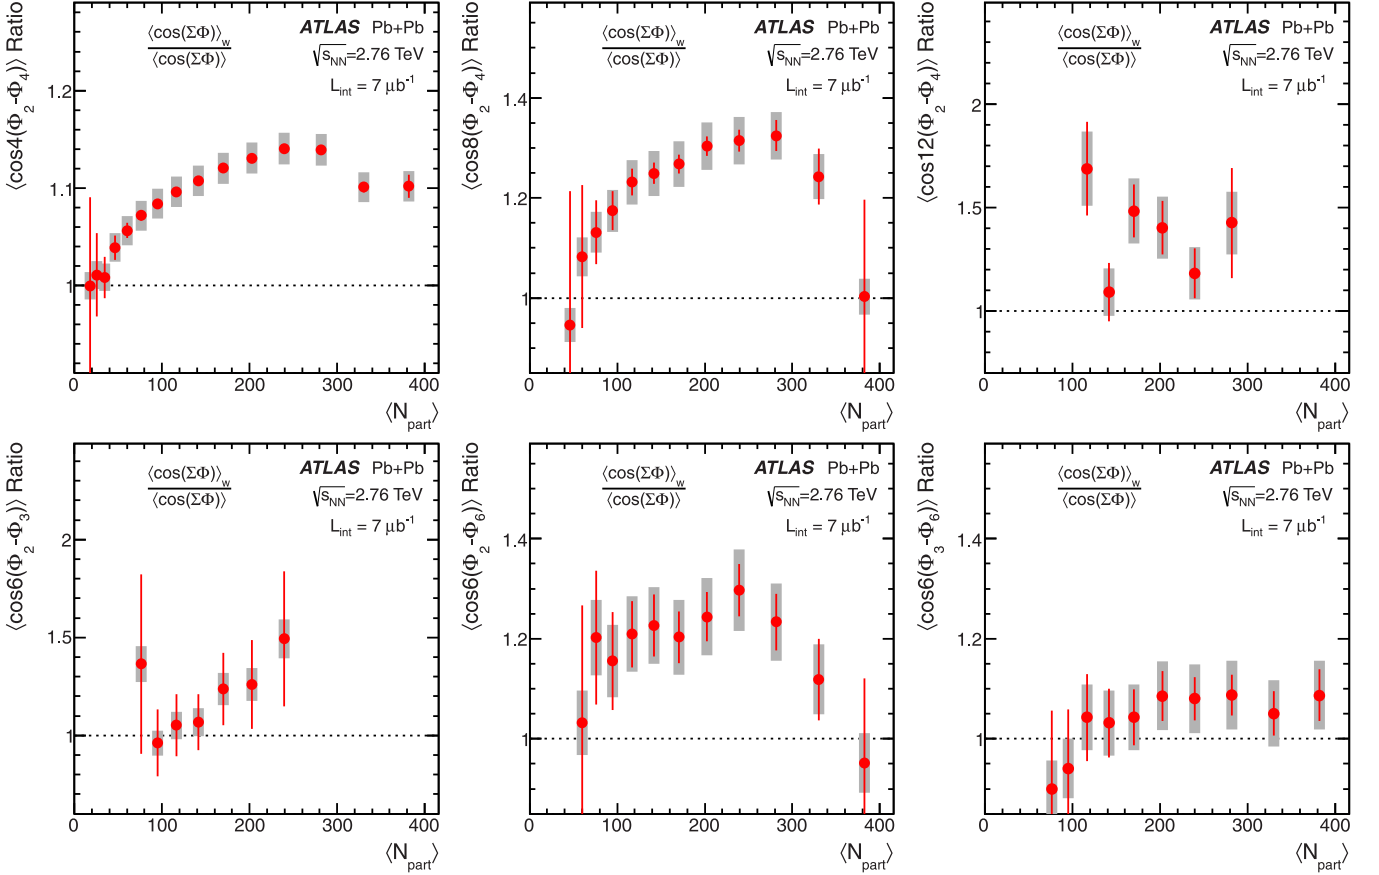 ⟨cos4(Φ₂-Φ₄)⟩ Ratio
⟨cos(ΣΦ)⟩w
⟨cos(ΣΦ)⟩
ATLAS Pb+Pb
√sNN=2.76 TeV
Lint = 7 μb⁻¹
1.2
1.1
1
0 100 200 300 400
⟨Npart⟩
⟨cos8(Φ₂-Φ₄)⟩ Ratio
⟨cos(ΣΦ)⟩w
⟨cos(ΣΦ)⟩
ATLAS Pb+Pb
√sNN=2.76 TeV
Lint = 7 μb⁻¹
1.4
1.2
1
0 100 200 300 400
⟨Npart⟩
⟨cos12(Φ₂-Φ₄)⟩ Ratio
⟨cos(ΣΦ)⟩w
⟨cos(ΣΦ)⟩
ATLAS Pb+Pb
√sNN=2.76 TeV
Lint = 7 μb⁻¹
2
1.5
1
0 100 200 300 400
⟨Npart⟩
⟨cos6(Φ₂-Φ₃)⟩ Ratio
⟨cos(ΣΦ)⟩w
⟨cos(ΣΦ)⟩
ATLAS Pb+Pb
√sNN=2.76 TeV
Lint = 7 μb⁻¹
2
1.5
1
0 100 200 300 400
⟨Npart⟩
⟨cos6(Φ₂-Φ₆)⟩ Ratio
⟨cos(ΣΦ)⟩w
⟨cos(ΣΦ)⟩
ATLAS Pb+Pb
√sNN=2.76 TeV
Lint = 7 μb⁻¹
1.4
1.2
1
0 100 200 300 400
⟨Npart⟩
⟨cos6(Φ₃-Φ₆)⟩ Ratio
⟨cos(ΣΦ)⟩w
⟨cos(ΣΦ)⟩
ATLAS Pb+Pb
√sNN=2.76 TeV
Lint = 7 μb⁻¹
1.4
1.2
1
0 100 200 300 400
⟨Npart⟩